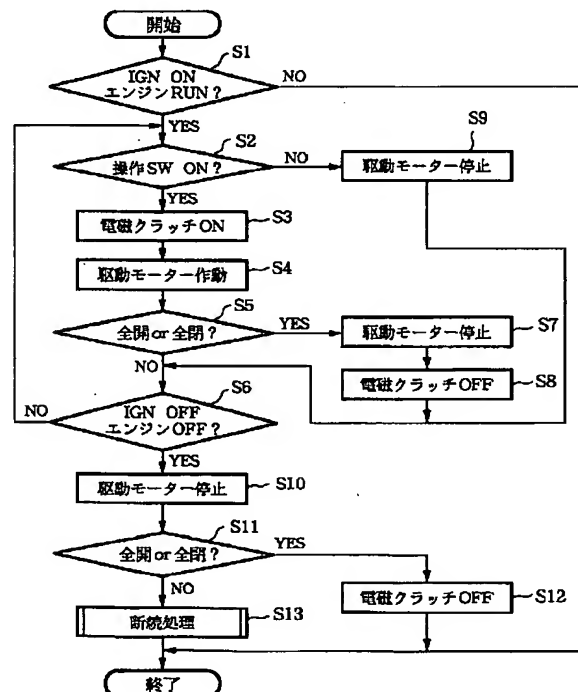 開始
S1
IGN ON
エンジンRUN?
NO
YES
S2
操作SW ON?
NO
S9
駆動モーター停止
YES
S3
電磁クラッチON
S4
駆動モーター作動
S5
全開or全閉?
YES
S7
駆動モーター停止
NO
S8
電磁クラッチOFF
S6
NO
IGN OFF
エンジンOFF?
YES
S10
駆動モーター停止
S11
全開or全閉?
YES
NO
S12
電磁クラッチOFF
S13
断続処理
終了